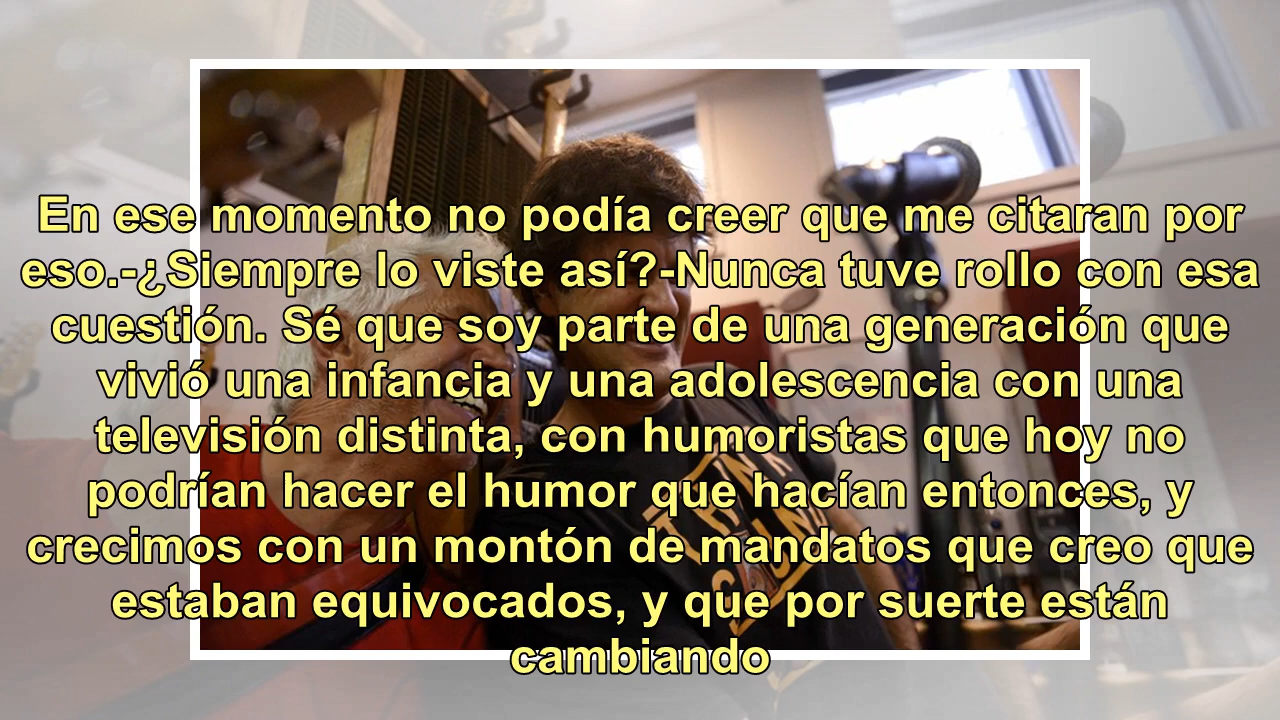 En ese momento no podía creer que me citaran por
eso.-¿Siempre lo viste así?-Nunca tuve rollo con esa
cuestión. Sé que soy parte de una generación que
vivió una infancia y una adolescencia con una
televisión distinta, con humoristas que hoy no
podrían hacer el humor que hacían entonces, y
crecimos con un montón de mandatos que creo que
estaban equivocados, y que por suerte están
cambiando